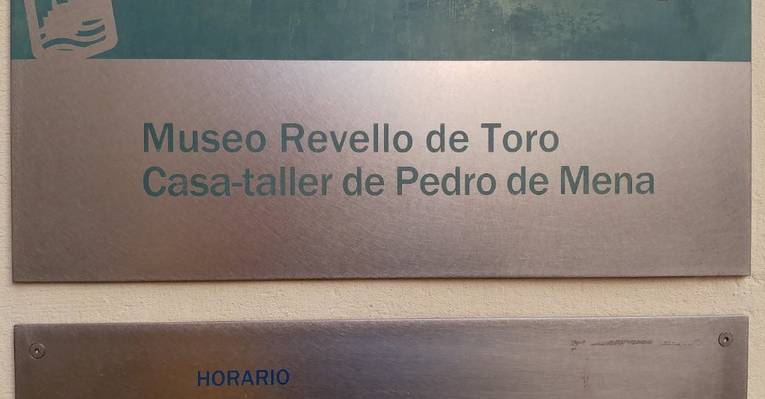 Museo Revello de Toro
Casa-taller de Pedro de Mena
HORARIO